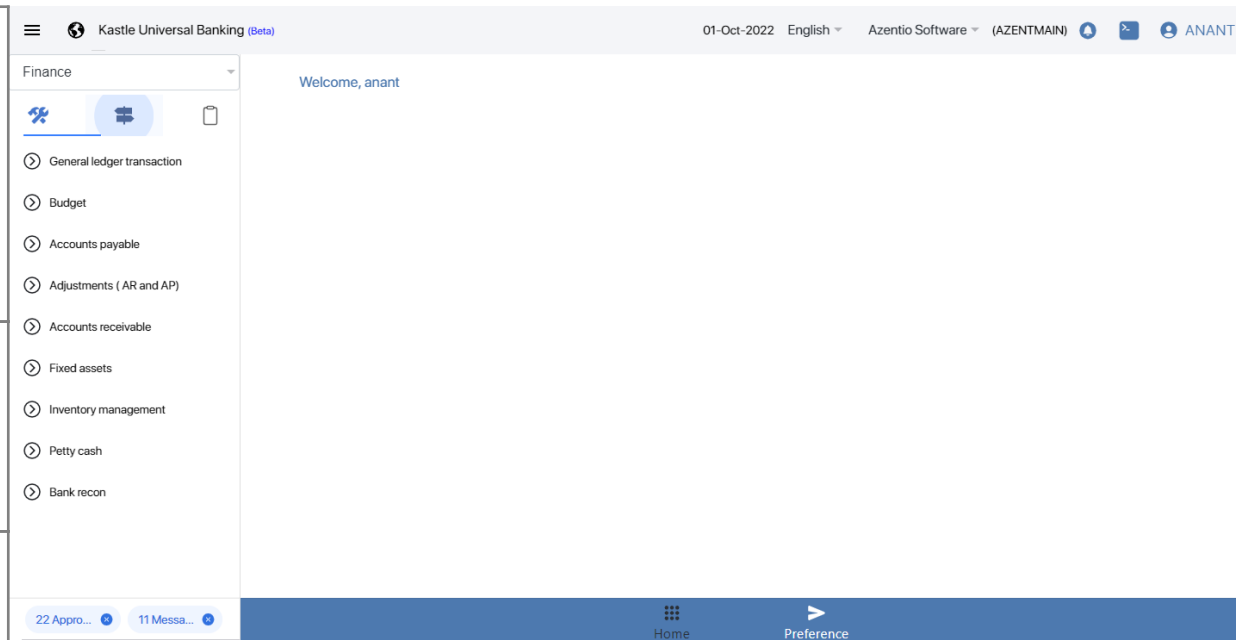 Kastle Universal Banking (Beta)
01-Oct-2022 English Azentio Software (AZENTMAIN) ANANT
Finance
Welcome, anant
General ledger transaction
Budget
Accounts payable
Adjustments ( AR and AP)
Accounts receivable
Fixed assets
Inventory management
Petty cash
Bank recon
22 Appro... 11 Messa...
Home Preference